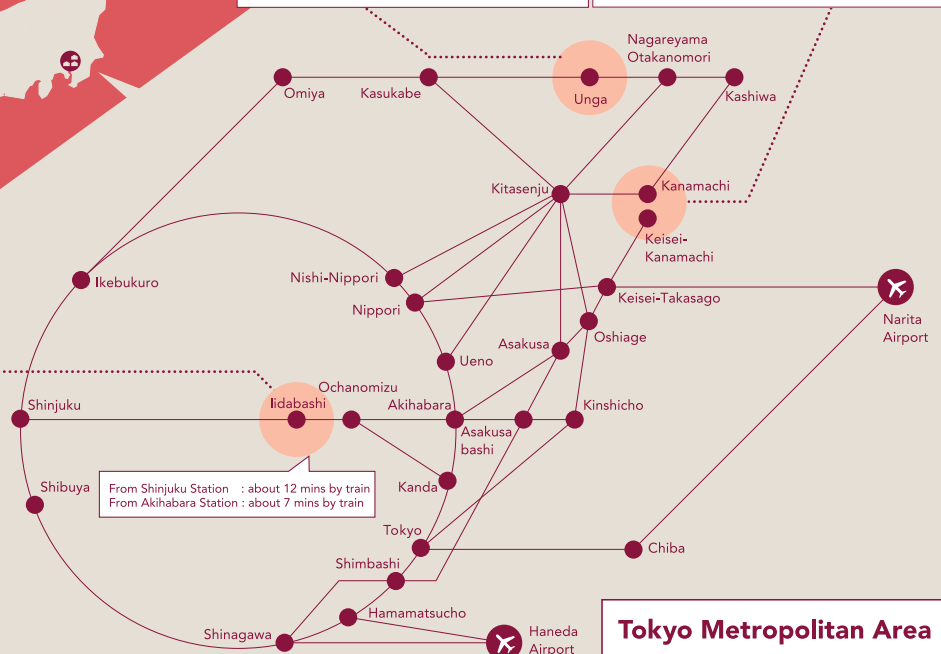 Nagareyama
Otakanomori
Omiya
Kasukabe
Unga
Kashiwa
Kitasenju
Kanamachi
Keisei-
Kanamachi
Ikebukuro
Nishi-Nippori
Nippori
Keisei-Takasago
Narita
Airport
Oshiage
Asakusa
Ueno
Ochanomizu
Shinjuku
Iidabashi
Akihabara
Kinshicho
Asakusa
bashi
From Shinjuku Station : about 12 mins by train
From Akihabara Station : about 7 mins by train
Shibuya
Kanda
Tokyo
Chiba
Shimbashi
Hamamatsucho
Shinagawa
Haneda
Airport
Tokyo Metropolitan Area